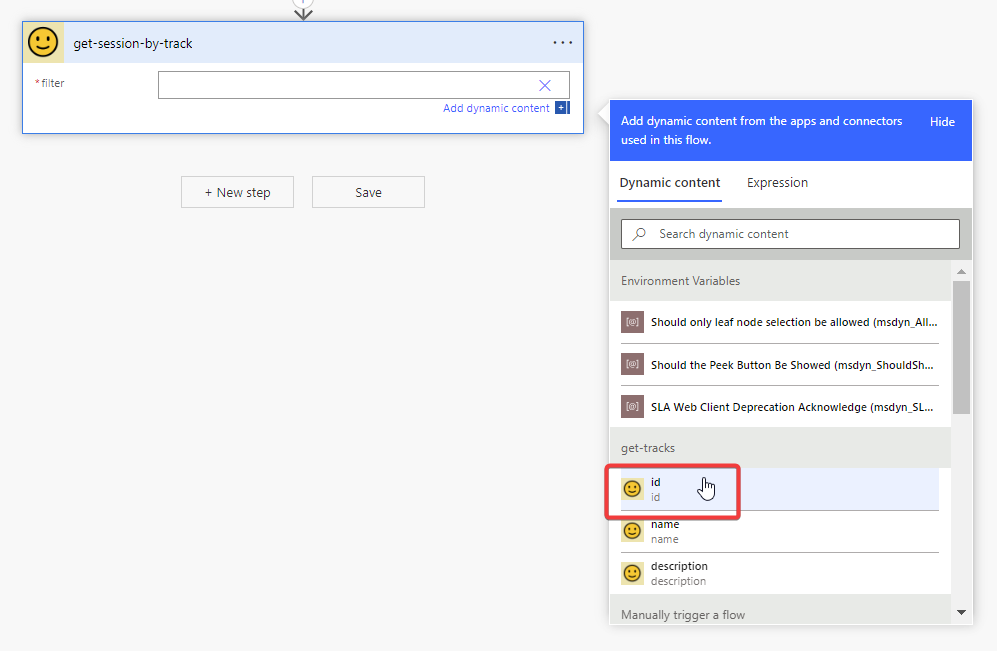 get-session-by-track
* filter
Add dynamic content
+ New step
Save
Add dynamic content from the apps and connectors
used in this flow.
Hide
Dynamic content
Expression
Search dynamic content
Environment Variables
[@] Should only leaf node selection be allowed (msdyn_All...
[@] Should the Peek Button Be Showed (msdyn_ShouldSh...
[@] SLA Web Client Deprecation Acknowledge (msdyn_SL...
get-tracks
id
id
name
name
description
description
Manually trigger a flow